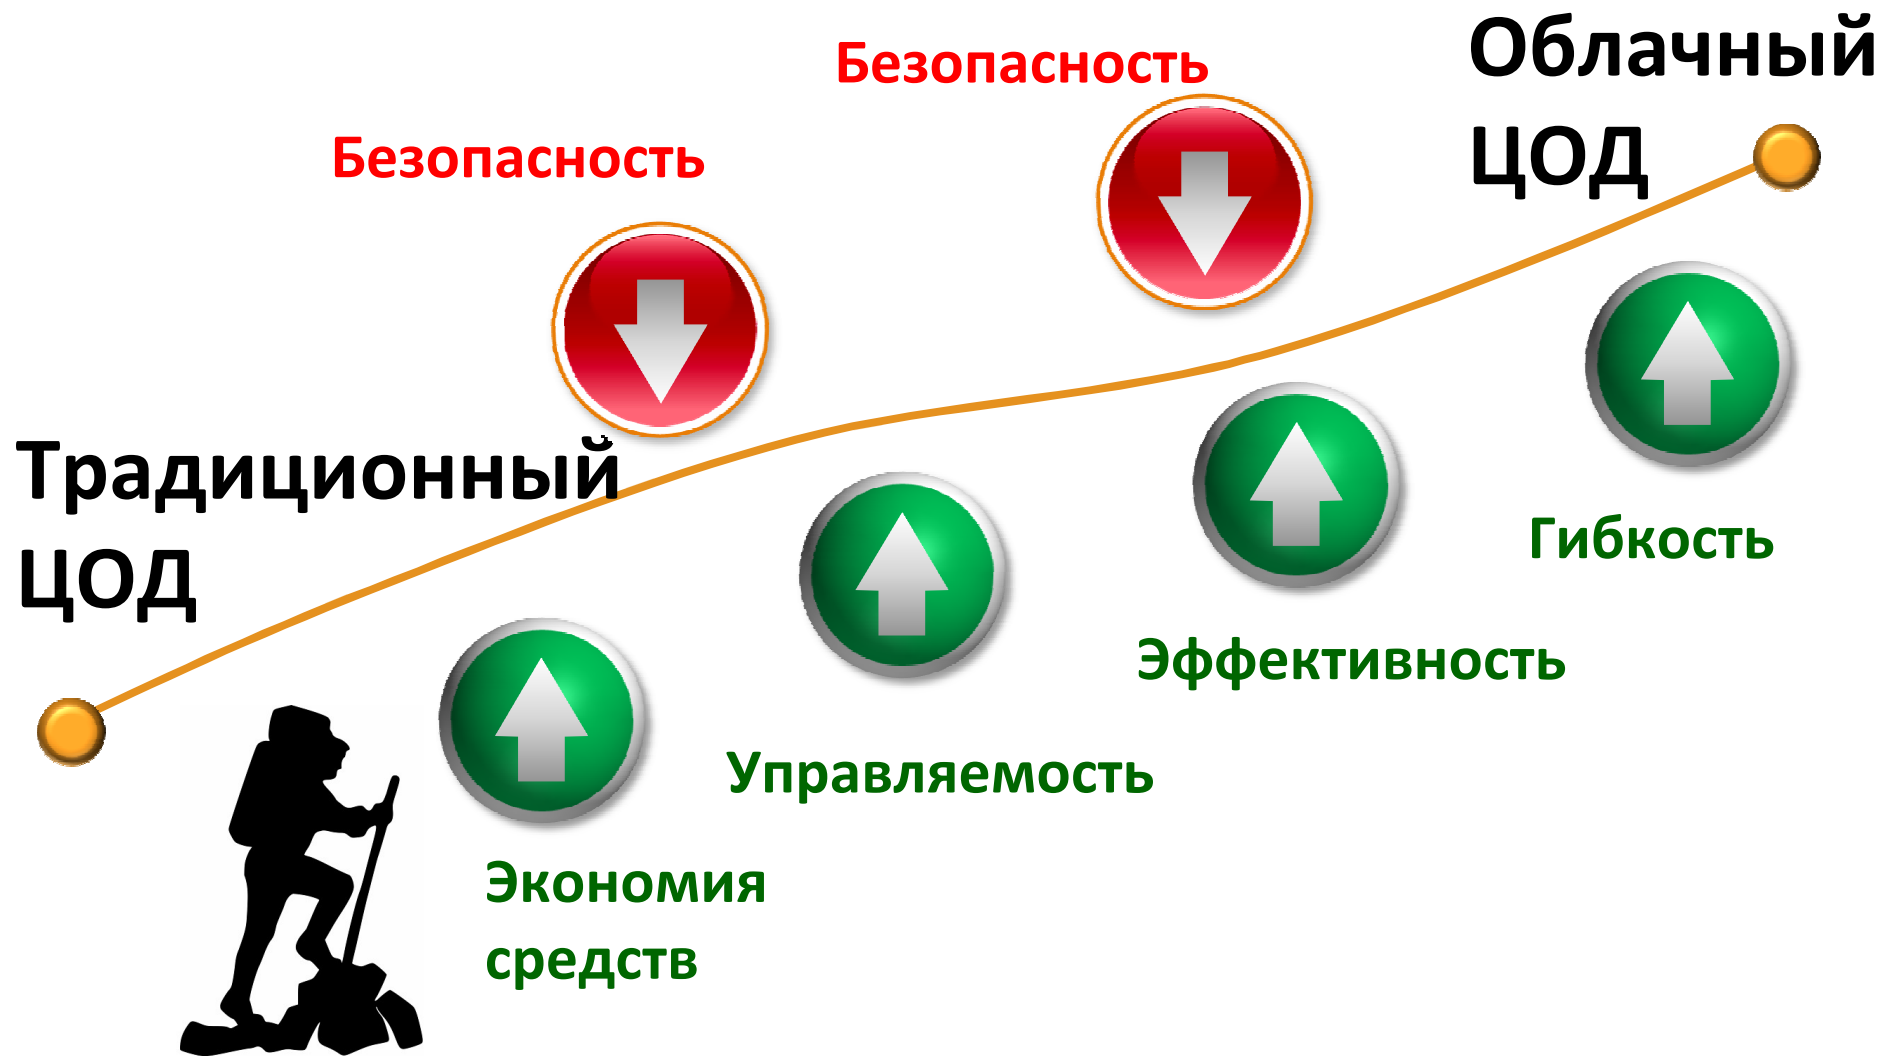 Облачный
ЦОД
Безопасность
Безопасность
Традиционный
ЦОД
Гибкость
Эффективность
Управляемость
Экономия
средств